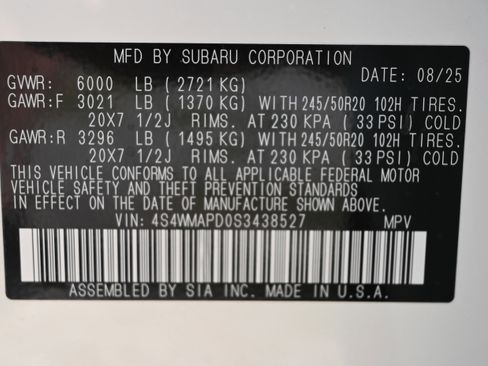 MFD BY SUBARU CORPORATION
DATE: 08/25
GVWR: 6000 LB (2721 KG)
GAWR:F 3021 LB (1370 KG) WITH 245/50R20 102H TIRES.
20X7 1/2J RIMS. AT 230 KPA (33 PSI) COLD
GAWR:R 3296 LB (1495 KG) WITH 245/50R20 102H TIRES.
20X7 1/2J RIMS. AT 230 KPA (33 PSI) COLD
THIS VEHICLE CONFORMS TO ALL APPLICABLE FEDERAL MOTOR
VEHICLE SAFETY AND THEFT PREVENTION STANDARDS
IN EFFECT ON THE DATE OF MANUFACTURE SHOWN ABOVE.
VIN: 4S4WMAPD0S3438527 MPV
ASSEMBLED BY SIA INC. MADE IN U.S.A.